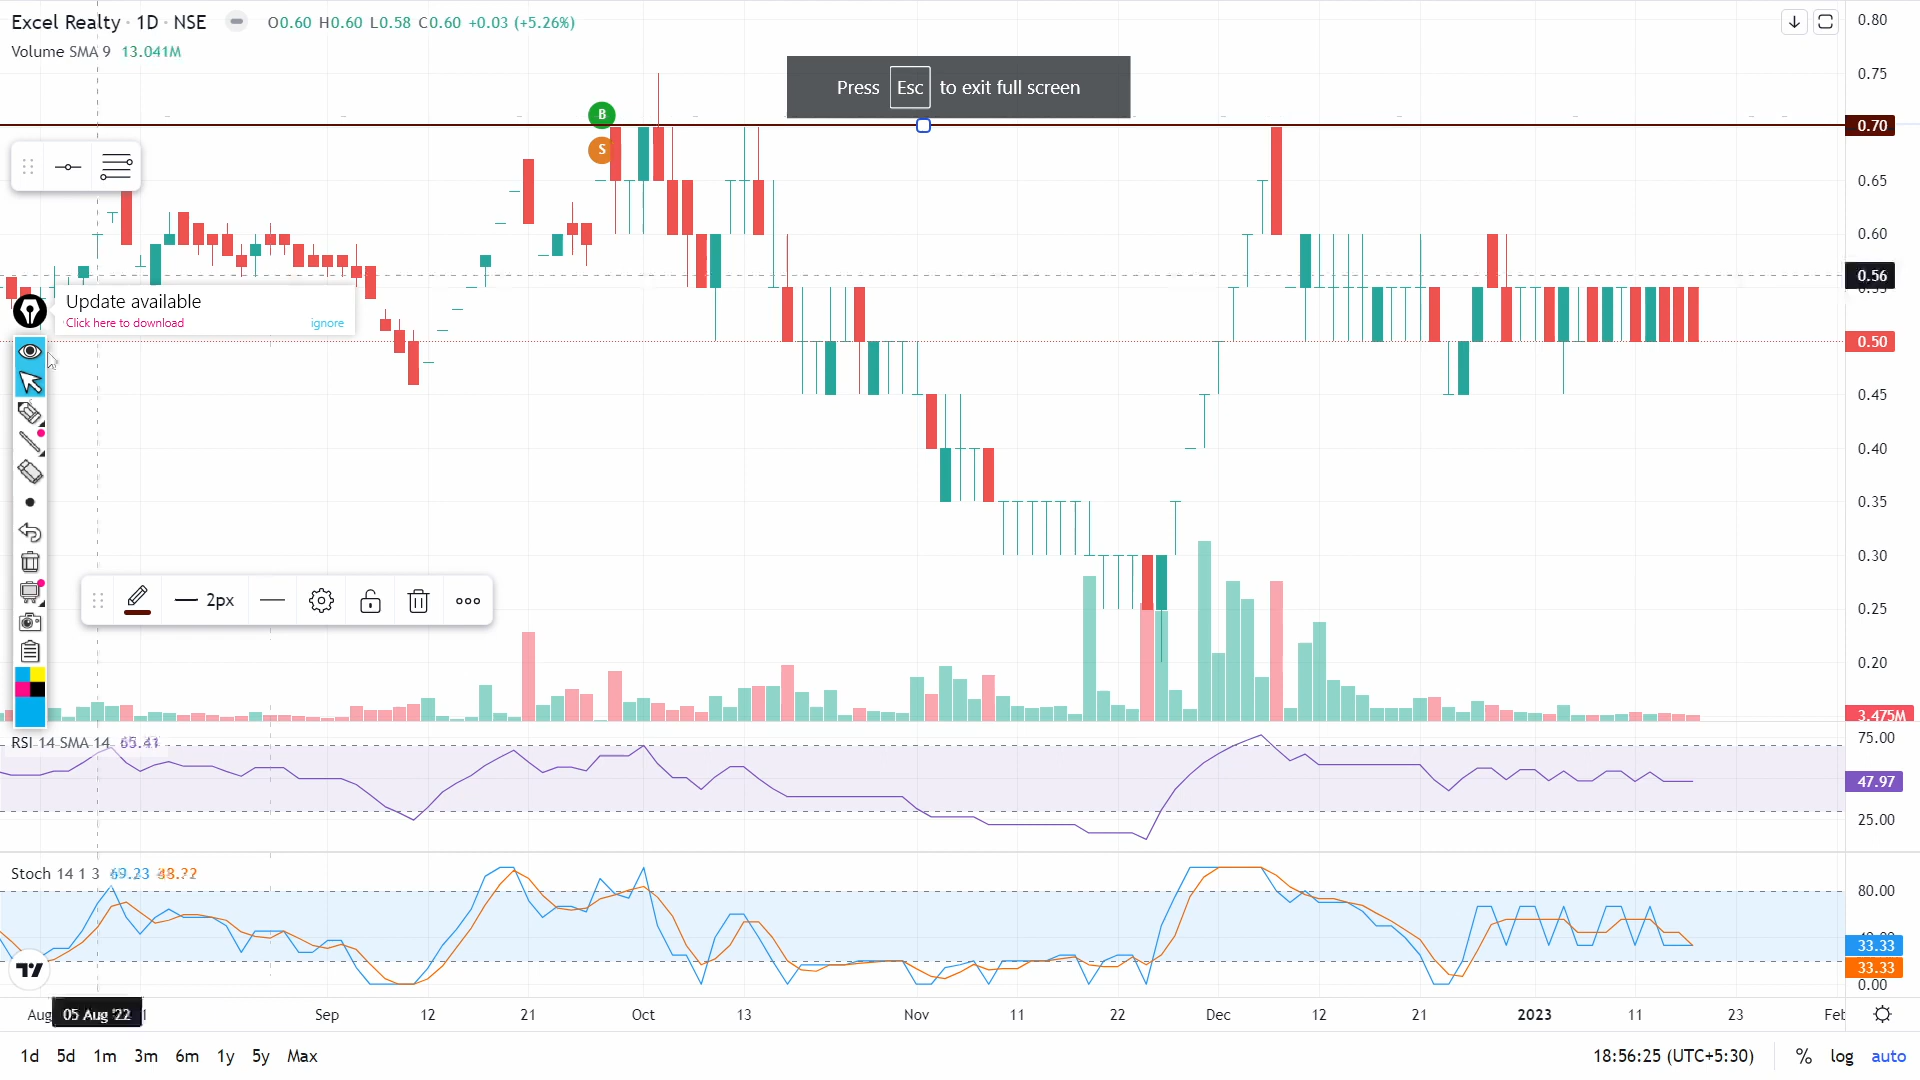 Excel Realty · 1D · NSE O0.60 H0.60 L0.58 C0.60 +0.03 (+5.26%)
Volume SMA 9 13.041M
Press Esc to exit full screen
B
S
Update available
Click here to download ignore
2px
0.80
0.75
0.70
0.65
0.60
0.56
0.55
0.50
0.45
0.40
0.35
0.30
0.25
0.20
3.475M
RSI 14 SMA 14 65.41
75.00
47.97
25.00
Stoch 14 1 3 69.23 48.72
80.00
40.00
33.33
33.33
0.00
Aug 05 Aug '22 Sep 12 21 Oct 13 Nov 11 22 Dec 12 21 2023 11 23 Feb
1d 5d 1m 3m 6m 1y 5y Max 18:56:25 (UTC+5:30) % log auto